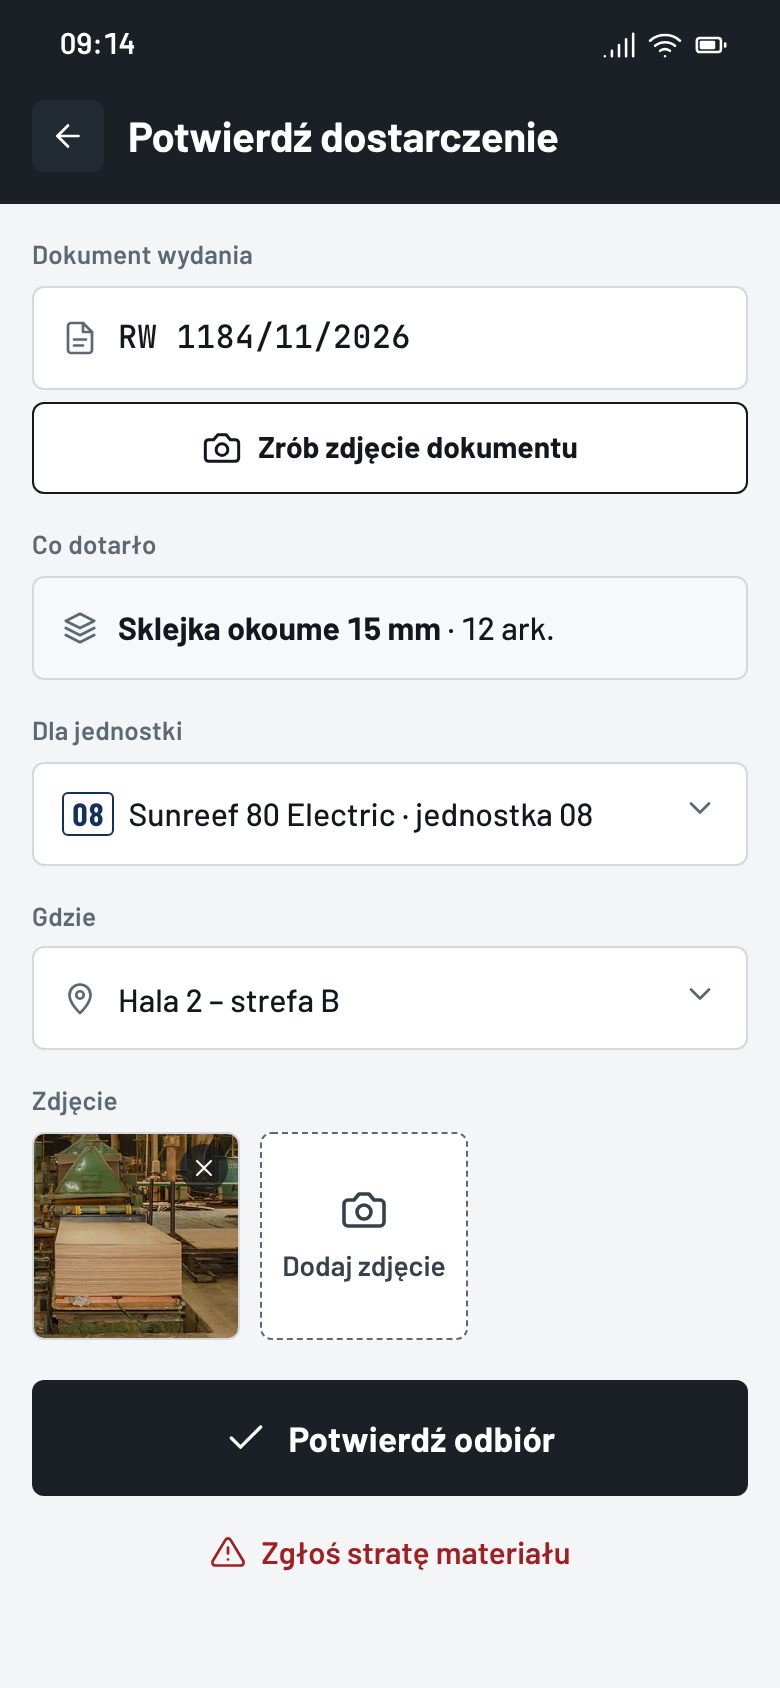 09:14
Potwierdź dostarczenie
Dokument wydania
RW 1184/11/2026
Zrób zdjęcie dokumentu
Co dotarło
Sklejka okoume 15 mm · 12 ark.
Dla jednostki
08 Sunreef 80 Electric · jednostka 08
Gdzie
Hala 2 – strefa B
Zdjęcie
Dodaj zdjęcie
Potwierdź odbiór
Zgłoś stratę materiału